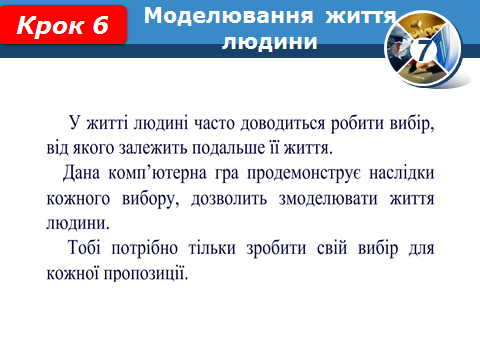 Крок 6
Моделювання життя
людини
7
У житті людині часто доводиться робити вибір,
від якого залежить подальше її життя.
Дана комп’ютерна гра продемонструє наслідки
кожного вибору, дозволить змоделювати життя
людини.
Тобі потрібно тільки зробити свій вибір для
кожної пропозиції.